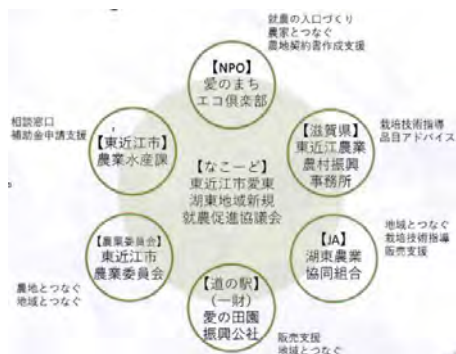 就農の入口づくり
農家とつなぐ
農地契約書作成支援
【NPO】
愛のまち
エコ倶楽部
相談窓口
補助金申請支援
【東近江市】
農業水産課
【滋賀県】
東近江農業
農村振興
事務所
栽培技術指導
品目アドバイス
【なこーど】
東近江市愛東
湖東地域新規
就農促進協議会
【農業委員会】
東近江市
農業委員会
農地とつなぐ
地域とつなぐ
【JA】
湖東農業
協同組合
地域とつなぐ
栽培技術指導
販売支援
【道の駅】
(一財)
愛の田園
振興公社
販売支援
地域とつなぐ